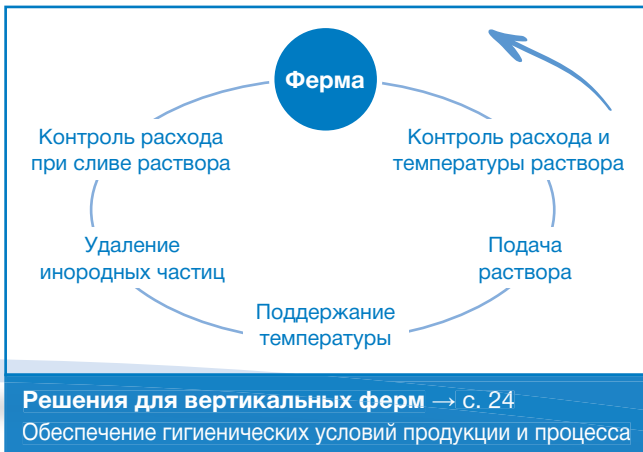 Ферма
Контроль расхода
при сливе раствора
Контроль расхода и
температуры раствора
Удаление
инородных частиц
Подача
раствора
Поддержание
температуры
Решения для вертикальных ферм → с. 24
Обеспечение гигиенических условий продукции и процесса